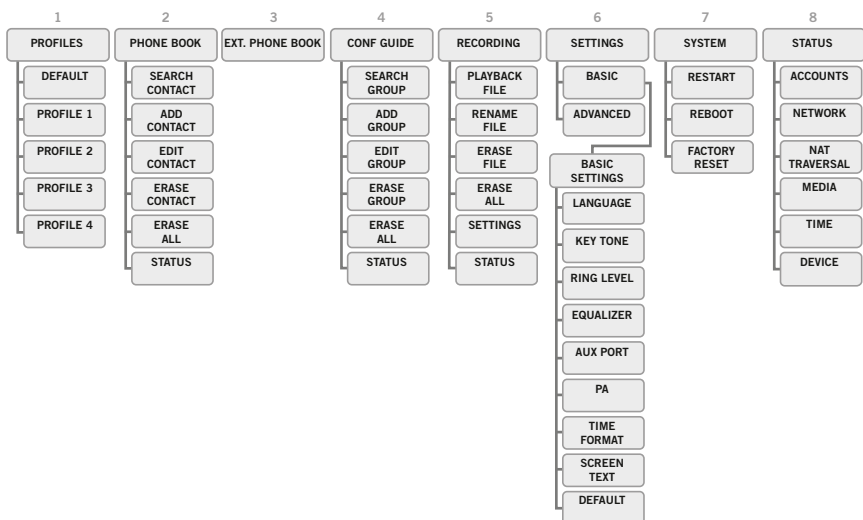 1
2
3
4
5
6
7
8
PROFILES
PHONE BOOK
EXT. PHONE BOOK
CONF GUIDE
RECORDING
SETTINGS
SYSTEM
STATUS
DEFAULT
PROFILE 1
PROFILE 2
PROFILE 3
PROFILE 4
SEARCH
CONTACT
ADD
CONTACT
EDIT
CONTACT
ERASE
CONTACT
ERASE
ALL
STATUS
SEARCH
GROUP
ADD
GROUP
EDIT
GROUP
ERASE
GROUP
ERASE
ALL
STATUS
PLAYBACK
FILE
RENAME
FILE
ERASE
FILE
ERASE
ALL
SETTINGS
STATUS
BASIC
ADVANCED
BASIC
SETTINGS
LANGUAGE
KEY TONE
RING LEVEL
EQUALIZER
AUX PORT
PA
TIME
FORMAT
SCREEN
TEXT
DEFAULT
RESTART
REBOOT
FACTORY
RESET
ACCOUNTS
NETWORK
NAT
TRAVERSAL
MEDIA
TIME
DEVICE